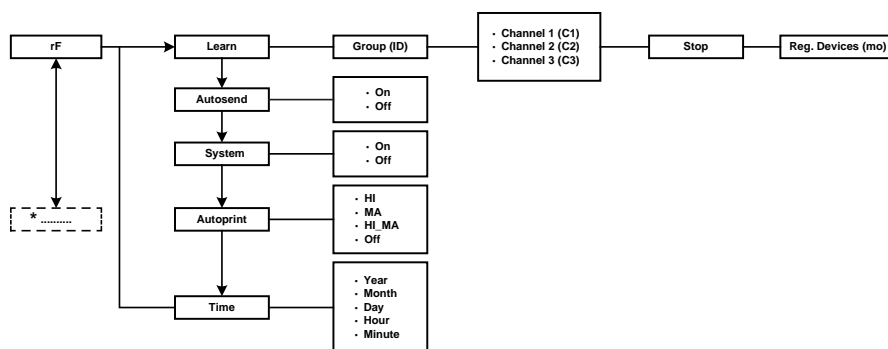 rF
Learn
Group (ID)
· Channel 1 (C1)
· Channel 2 (C2)
· Channel 3 (C3)
Stop
Reg. Devices (mo)
Autosend
· On
· Off
System
· On
· Off
* ..........
Autoprint
· HI
· MA
· HI_MA
· Off
Time
· Year
· Month
· Day
· Hour
· Minute